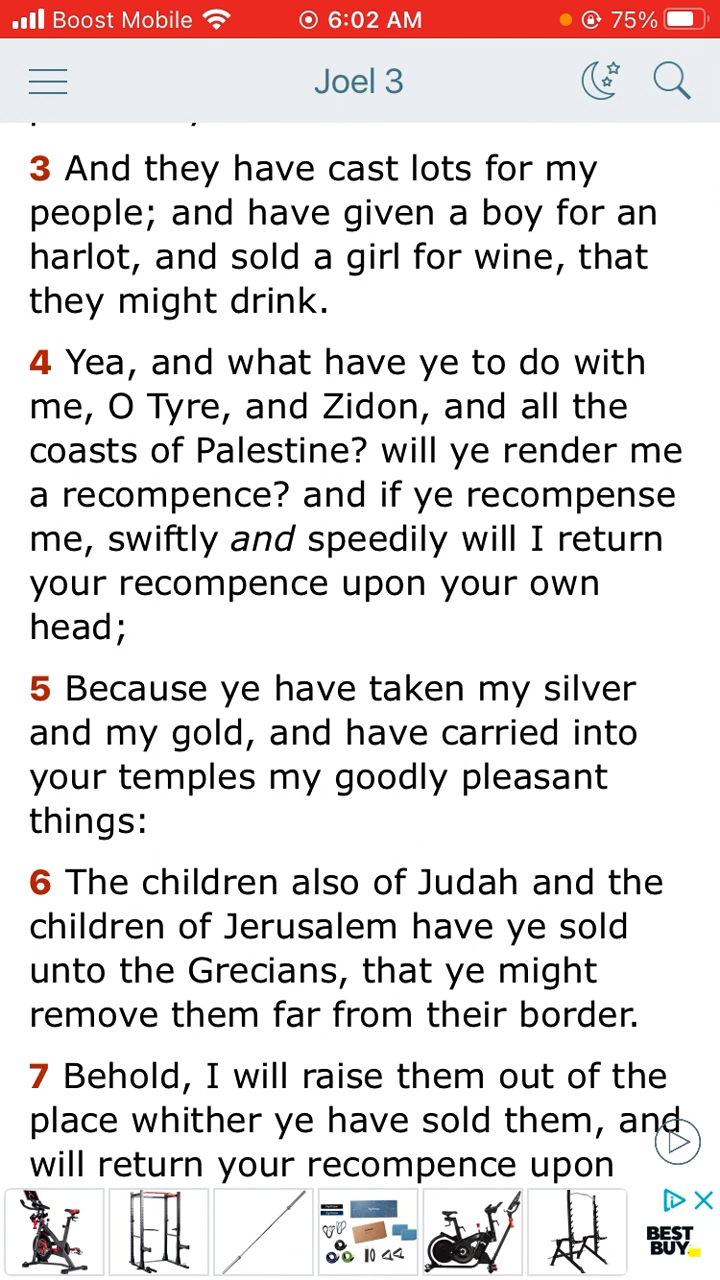 Boost Mobile 6:02 AM 75%
Joel 3
3 And they have cast lots for my
people; and have given a boy for an
harlot, and sold a girl for wine, that
they might drink.
4 Yea, and what have ye to do with
me, O Tyre, and Zidon, and all the
coasts of Palestine? will ye render me
a recompence? and if ye recompense
me, swiftly and speedily will I return
your recompence upon your own
head;
5 Because ye have taken my silver
and my gold, and have carried into
your temples my goodly pleasant
things:
6 The children also of Judah and the
children of Jerusalem have ye sold
unto the Grecians, that ye might
remove them far from their border.
7 Behold, I will raise them out of the
place whither ye have sold them, and
will return your recompence upon
BEST
BUY